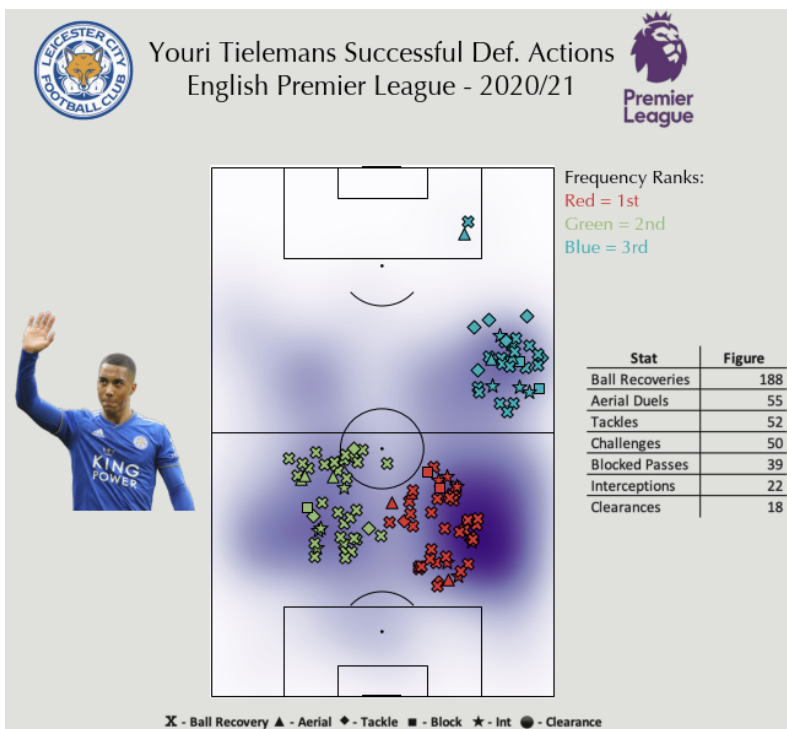 LEICESTER CITY
FOOTBALL CLUB
Youri Tielemans Successful Def. Actions
English Premier League - 2020/21
Premier
League
Frequency Ranks:
Red = 1st
Green = 2nd
Blue = 3rd
KING
POWER
Stat Figure
Ball Recoveries 188
Aerial Duels 55
Tackles 52
Challenges 50
Blocked Passes 39
Interceptions 22
Clearances 18
X - Ball Recovery ▲ - Aerial ◆ - Tackle ■ - Block ★ - Int ● - Clearance